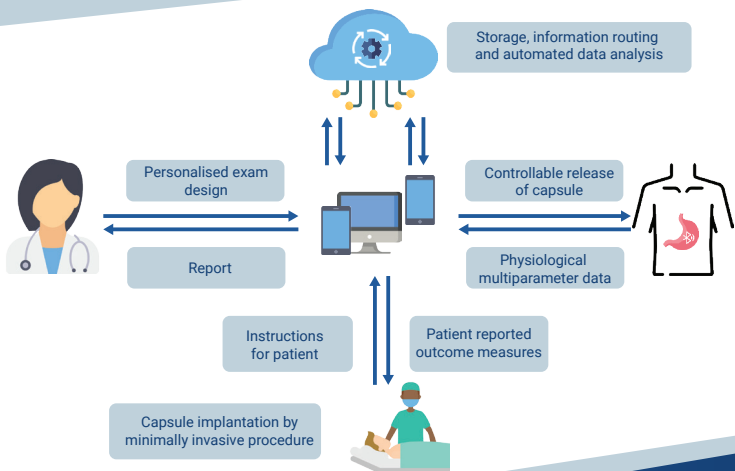 Storage, information routing
and automated data analysis
Personalised exam
design
Controllable release
of capsule
Report
Physiological
multiparameter data
Instructions
for patient
Patient reported
outcome measures
Capsule implantation by
minimally invasive procedure